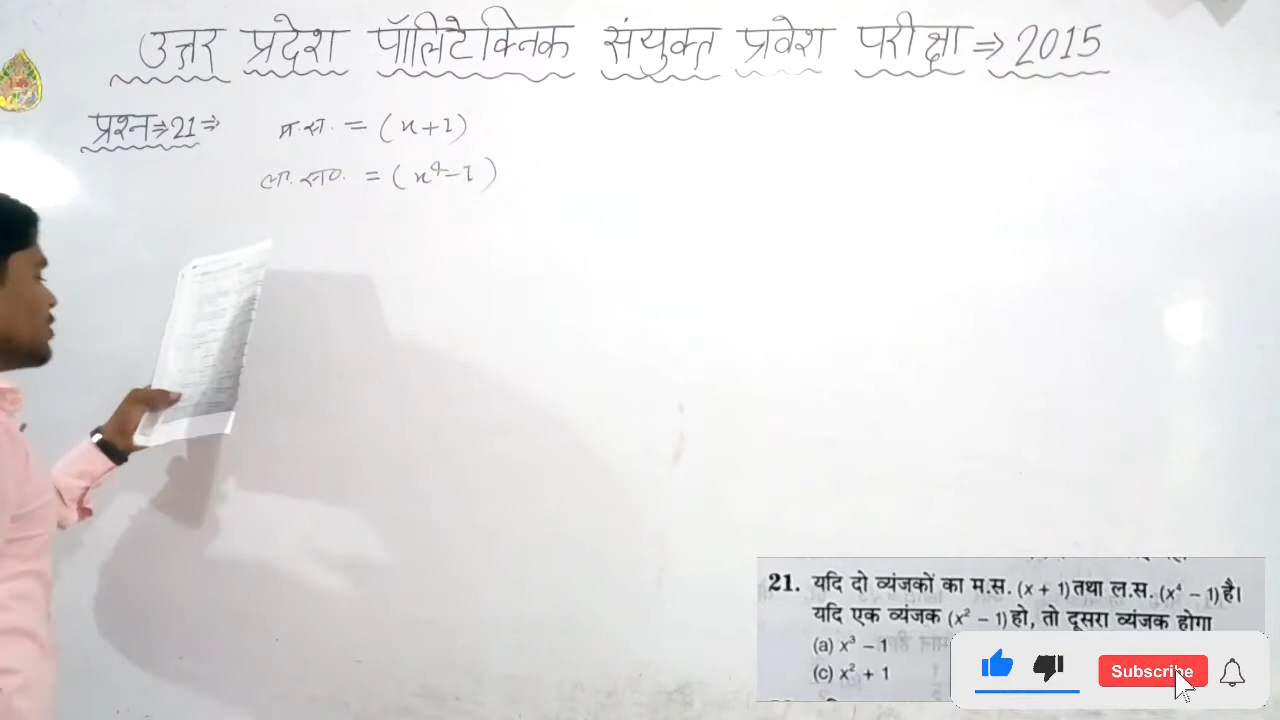 उत्तर प्रदेश पॉलिटेक्निक संयुक्त प्रवेश परीक्षा ⇒ 2015
प्रश्न ⇒ 21 ⇒ म.स. = (x+1)
ल.स. = (x⁴-1)
21. यदि दो व्यंजकों का म.स. (x + 1) तथा ल.स. (x⁴ − 1) है।
यदि एक व्यंजक (x² − 1) हो, तो दूसरा व्यंजक होगा
(a) x³ − 1
(c) x² + 1
Subscribe